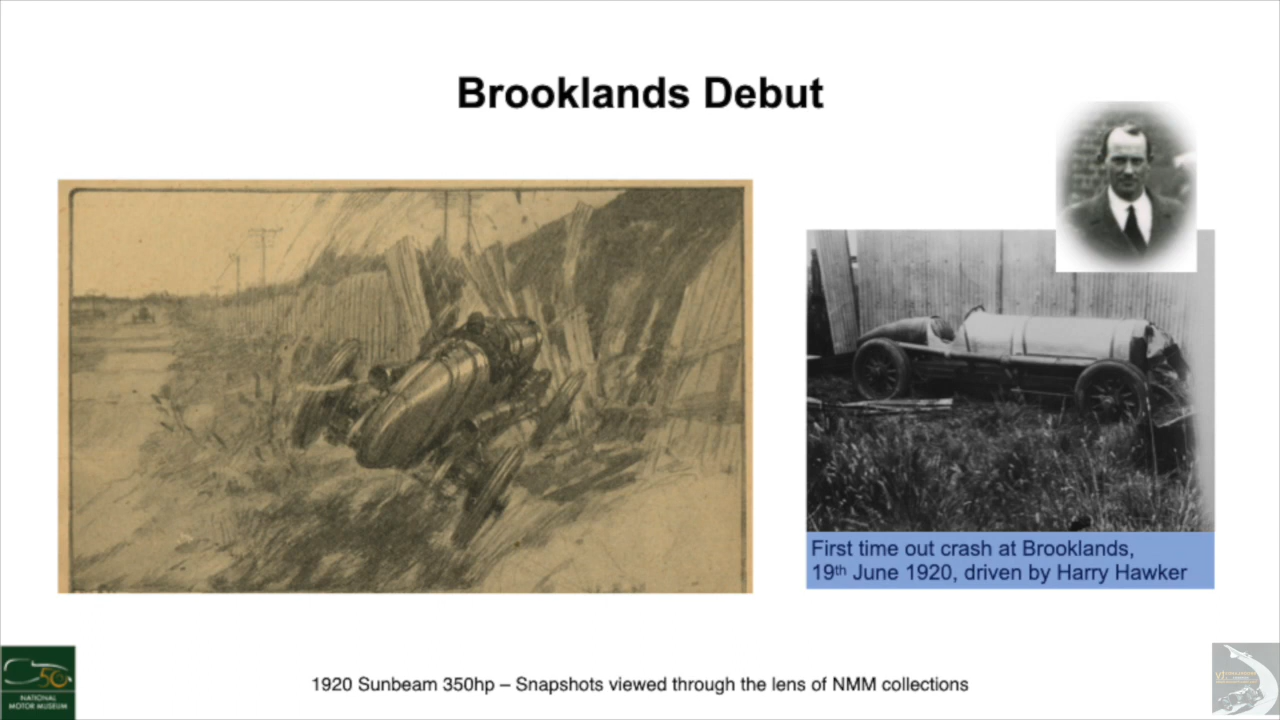 Brooklands Debut
First time out crash at Brooklands,
19th June 1920, driven by Harry Hawker
50
NATIONAL
MOTOR MUSEUM
1920 Sunbeam 350hp – Snapshots viewed through the lens of NMM collections